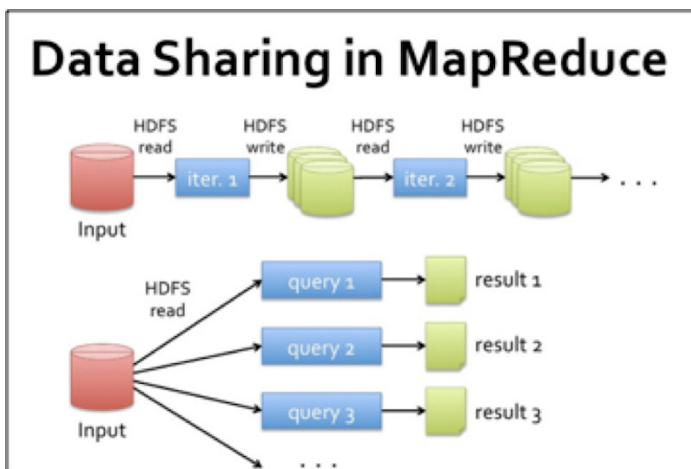 Data Sharing in MapReduce
HDFS
read
HDFS
write
HDFS
read
HDFS
write
iter. 1
iter. 2
. . .
Input
HDFS
read
query 1
result 1
query 2
result 2
query 3
result 3
Input
. . .